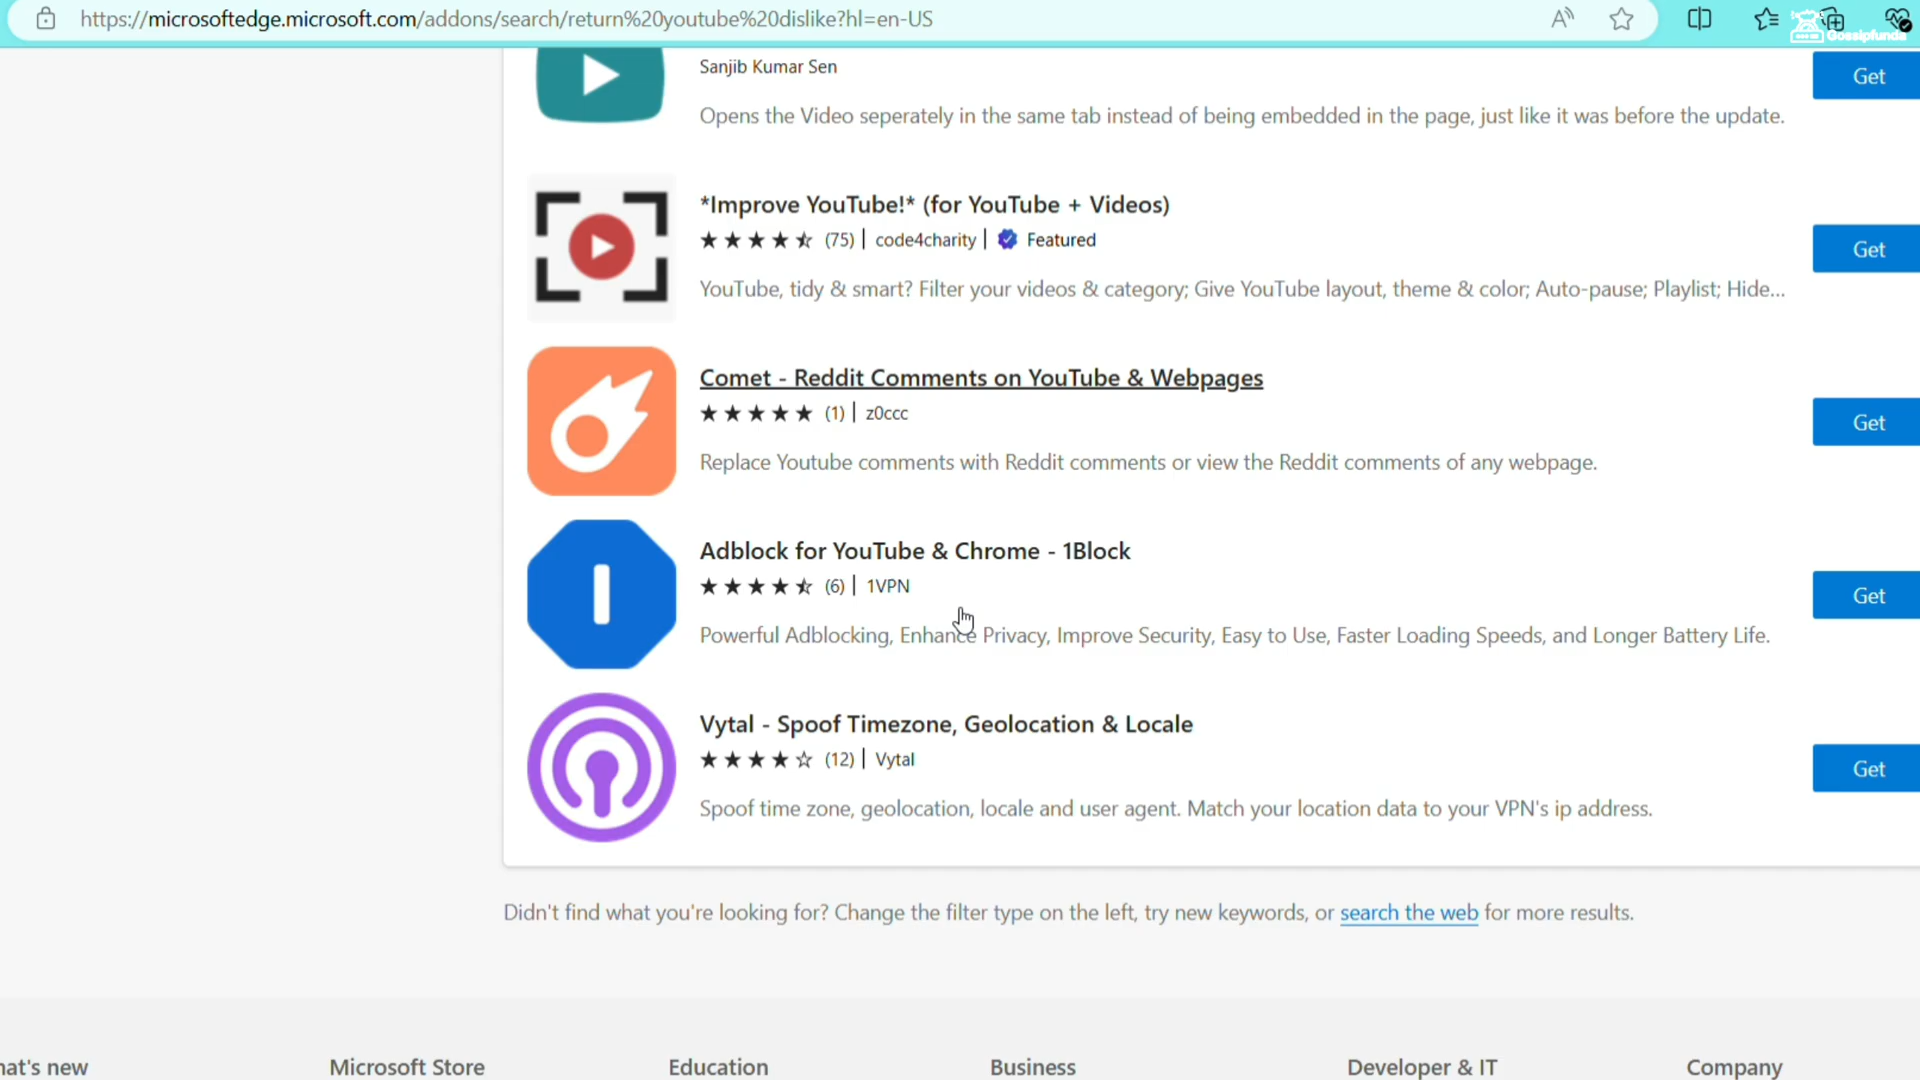 https://microsoftedge.microsoft.com/addons/search/return%20youtube%20dislike?hl=en-US
Gossipfunda
Sanjib Kumar Sen
Get
Opens the Video seperately in the same tab instead of being embedded in the page, just like it was before the update.
*Improve YouTube!* (for YouTube + Videos)
(75) | code4charity | Featured
Get
YouTube, tidy & smart? Filter your videos & category; Give YouTube layout, theme & color; Auto-pause; Playlist; Hide...
Comet - Reddit Comments on YouTube & Webpages
(1) | z0ccc
Get
Replace Youtube comments with Reddit comments or view the Reddit comments of any webpage.
Adblock for YouTube & Chrome - 1Block
(6) | 1VPN
Get
Powerful Adblocking, Enhance Privacy, Improve Security, Easy to Use, Faster Loading Speeds, and Longer Battery Life.
Vytal - Spoof Timezone, Geolocation & Locale
(12) | Vytal
Get
Spoof time zone, geolocation, locale and user agent. Match your location data to your VPN's ip address.
Didn't find what you're looking for? Change the filter type on the left, try new keywords, or search the web for more results.
hat's new Microsoft Store Education Business Developer & IT Company